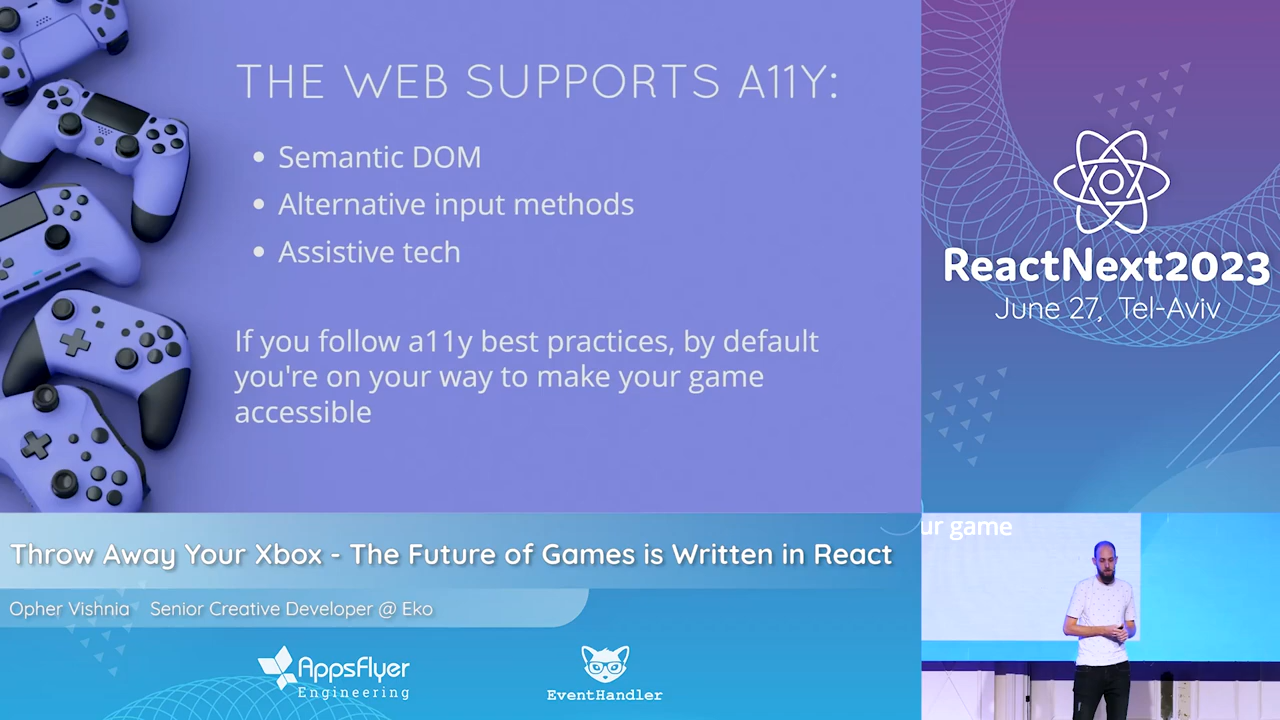 THE WEB SUPPORTS A11Y:
• Semantic DOM
• Alternative input methods
• Assistive tech
If you follow a11y best practices, by default
you're on your way to make your game
accessible
ReactNext2023
June 27, Tel-Aviv
ur game
Throw Away Your Xbox - The Future of Games is Written in React
Opher Vishnia Senior Creative Developer @ Eko
AppsFlyer
Engineering
EventHandler